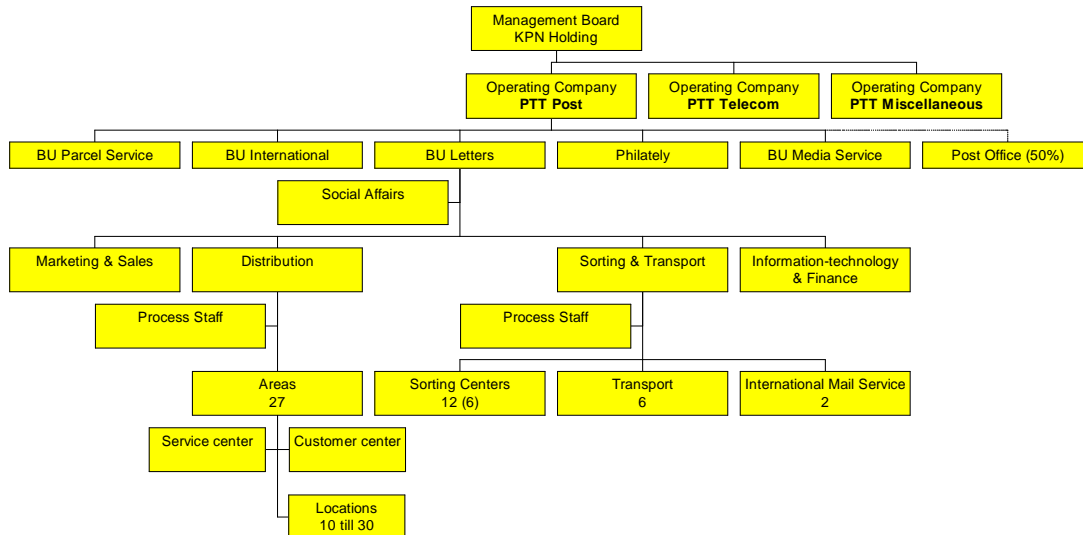 Management Board
KPN Holding
Operating Company
PTT Post
Operating Company
PTT Telecom
Operating Company
PTT Miscellaneous
BU Parcel Service
BU International
BU Letters
Philately
BU Media Service
Post Office (50%)
Social Affairs
Marketing & Sales
Distribution
Sorting & Transport
Information-technology
& Finance
Process Staff
Process Staff
Areas
27
Sorting Centers
12 (6)
Transport
6
International Mail Service
2
Service center
Customer center
Locations
10 till 30